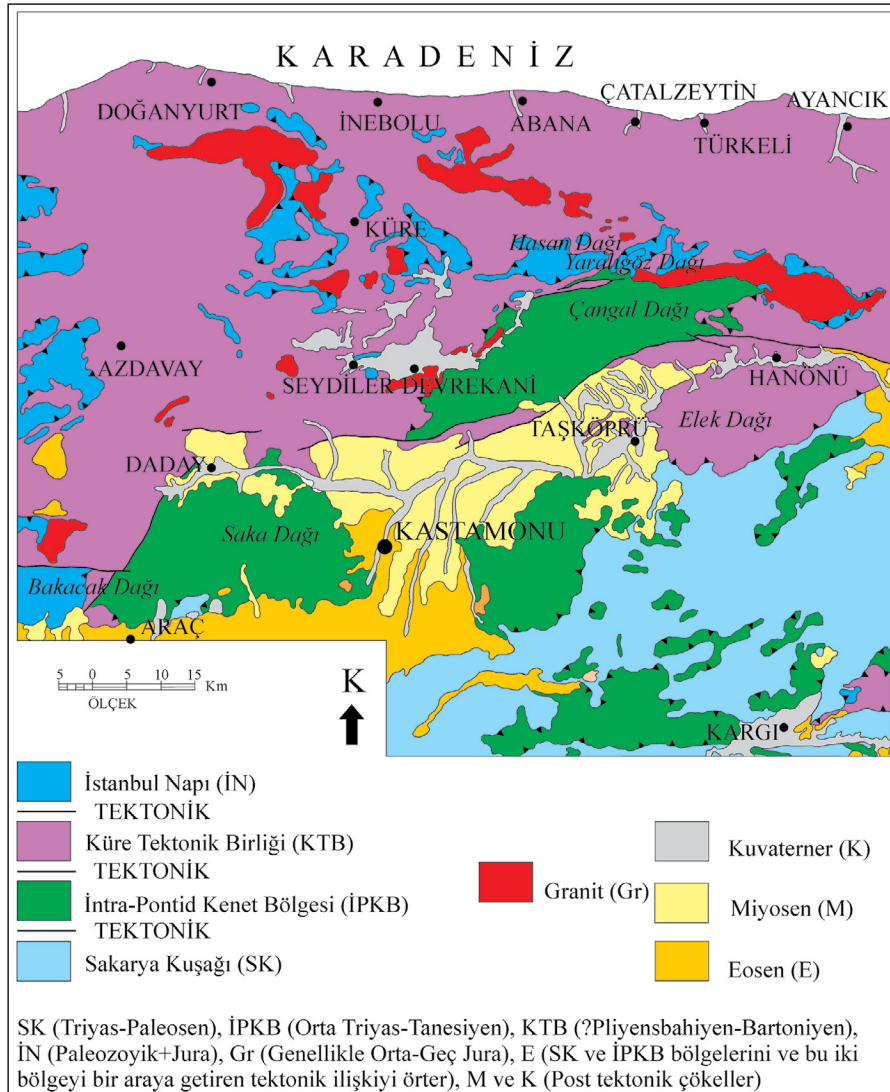 KARADENİZ
ÇATALZEYTİN
AYANCIK
DOĞANYURT
İNEBOLU
ABANA
TÜRKELİ
KÜRE
Hasan Dağı
Yaralıgöz Dağı
Çangal Dağı
AZDAVAY
SEYDİLER DEVREKANİ
HANÖNÜ
Elek Dağı
TAŞKÖPRÜ
DADAY
Saka Dağı
KASTAMONU
Bakacak Dağı
ARAÇ
5 0 5 10 15 Km
ÖLÇEK
K
KARGI
İstanbul Napı (İN)
TEKTONİK
Küre Tektonik Birliği (KTB)
TEKTONİK
İntra-Pontid Kenet Bölgesi (İPKB)
TEKTONİK
Sakarya Kuşağı (SK)
Granit (Gr)
Kuvaterner (K)
Miyosen (M)
Eosen (E)
SK (Triyas-Paleosen), İPKB (Orta Triyas-Tanesiyen), KTB (?Pliyensbahiyen-Bartoniyen),
İN (Paleozoyik+Jura), Gr (Genellikle Orta-Geç Jura), E (SK ve İPKB bölgelerini ve bu iki
bölgeyi bir araya getiren tektonik ilişkiyi örter), M ve K (Post tektonik çökeller)